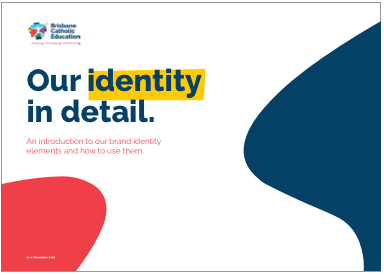 Brisbane
Catholic
Education
Our identity
in detail.
An introduction to our brand identity
elements and how to use them.